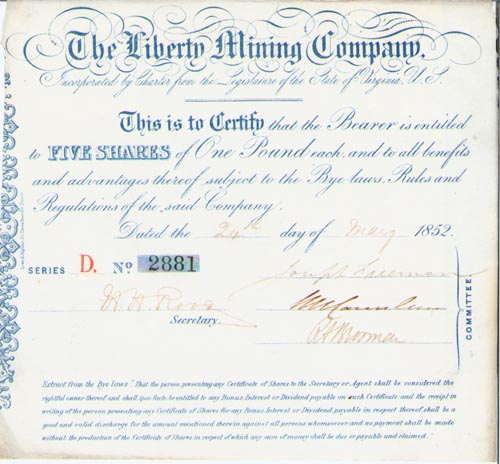 The Liberty Mining Company.
Incorporated by Charter from the Legislature of the State of Virginia, U.S.
This is to Certify that the Bearer is entitled
to FIVE SHARES of One Pound each, and to all benefits
and advantages thereof subject to the Bye-laws, Rules and
Regulations of the said Company.
Dated the 24th day of May 1852.
SERIES D. No 2881
Joseph Freeman
Secretary.
COMMITTEE.
Extract from the Bye laws. That the person presenting any Certificate of Shares to the Secretary or Agent shall be considered the
rightful owner thereof and shall ipso facto be entitled to any Bonus, Interest or Dividend payable on such Certificate and the receipt in
writing of the person presenting any Certificate of Shares for any Bonus, Interest or Dividend payable in respect thereof shall be a
good and valid discharge for the amount mentioned therein against all persons whomsoever and no payment shall be made
without the production of the Certificate of Shares in respect of which any sum of money shall be due or payable and claimed.